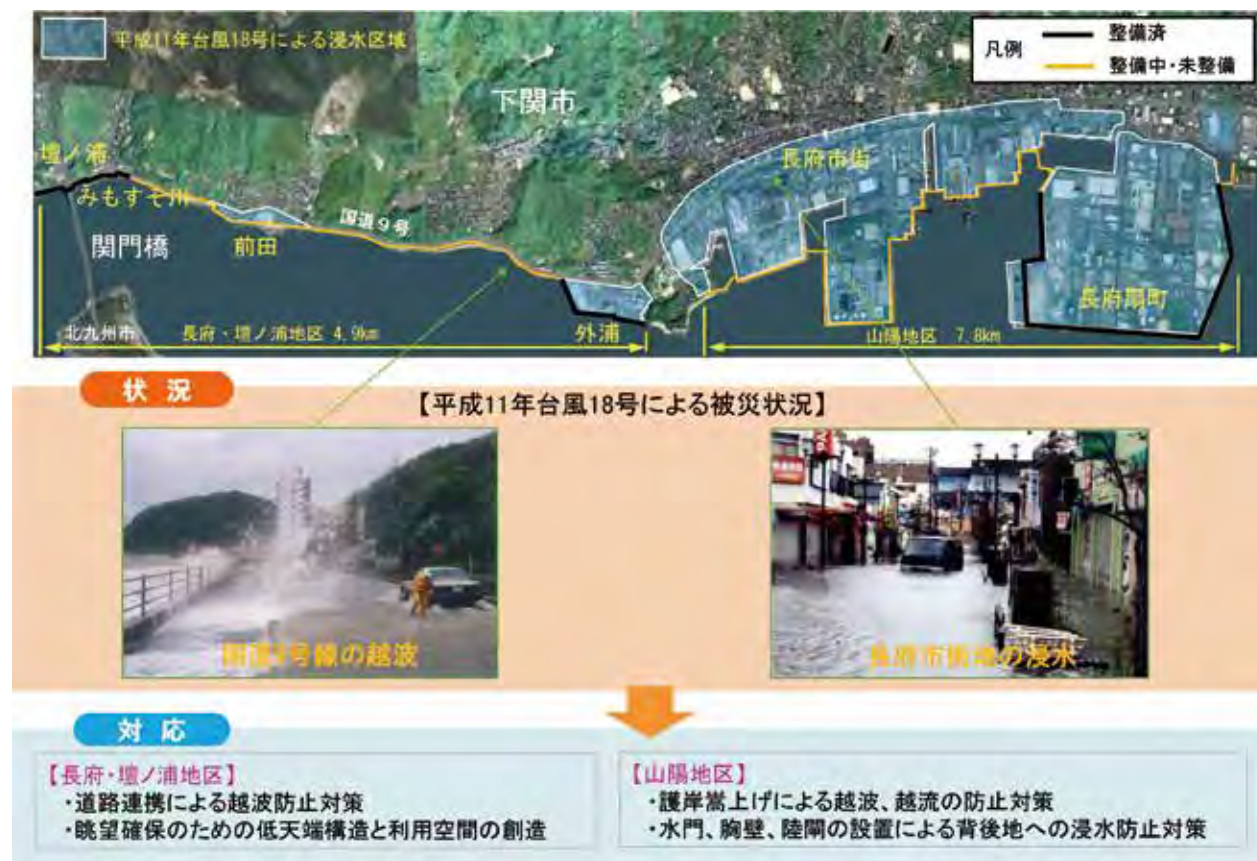 平成11年台風18号による浸水区域
凡例
整備済
整備中・未整備
下関市
壇ノ浦
みもすそ川
関門橋
前田
国道９号
長府市街
長府扇町
北九州市
長府・壇ノ浦地区 4.9km
外浦
山陽地区 7.8km
状 況
【平成11年台風18号による被災状況】
国道9号線の越波
長府市街地の浸水
対 応
【長府・壇ノ浦地区】
・道路連携による越波防止対策
・眺望確保のための低天端構造と利用空間の創造
【山陽地区】
・護岸嵩上げによる越波、越流の防止対策
・水門、胸壁、陸閘の設置による背後地への浸水防止対策